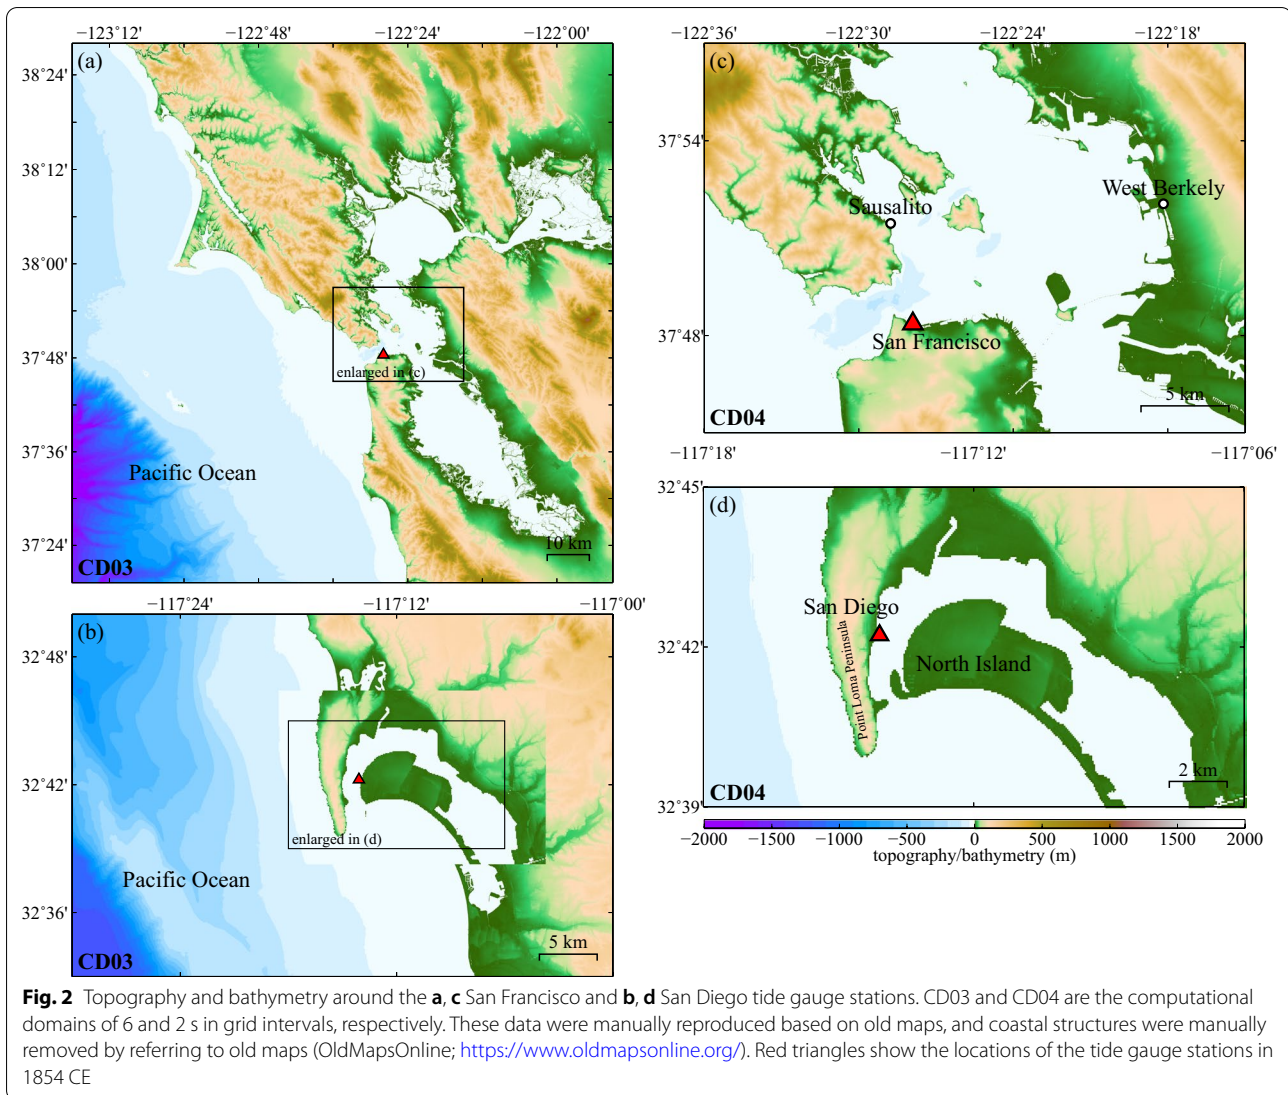 −123°12' −122°48' −122°24' −122°00'
(a)
38°24'
38°12'
38°00'
37°48'
37°36'
37°24'
enlarged in (c)
Pacific Ocean
10 km
CD03
−122°36' −122°30' −122°24' −122°18'
(c)
37°54'
37°48'
West Berkely
Sausalito
San Francisco
5 km
CD04
−117°24' −117°12' −117°00'
(b)
32°48'
32°42'
32°36'
enlarged in (d)
Pacific Ocean
5 km
CD03
−117°18' −117°12' −117°06'
32°45'
(d)
32°42'
32°39'
San Diego
Point Loma Peninsula
North Island
2 km
CD04
−2000 −1500 −1000 −500 0 500 1000 1500 2000
topography/bathymetry (m)
Fig. 2 Topography and bathymetry around the a, c San Francisco and b, d San Diego tide gauge stations. CD03 and CD04 are the computational
domains of 6 and 2 s in grid intervals, respectively. These data were manually reproduced based on old maps, and coastal structures were manually
removed by referring to old maps (OldMapsOnline; https://www.oldmapsonline.org/). Red triangles show the locations of the tide gauge stations in
1854 CE